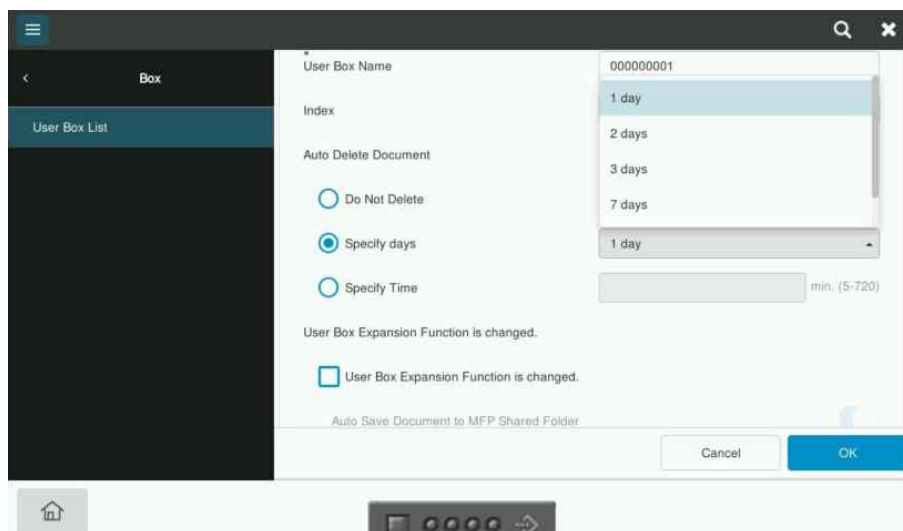 Box
User Box List
User Box Name
000000001
Index
1 day
2 days
3 days
7 days
Auto Delete Document
Do Not Delete
Specify days
1 day
Specify Time
min. (5-720)
User Box Expansion Function is changed.
User Box Expansion Function is changed.
Auto Save Document to MFP Shared Folder
Cancel
OK